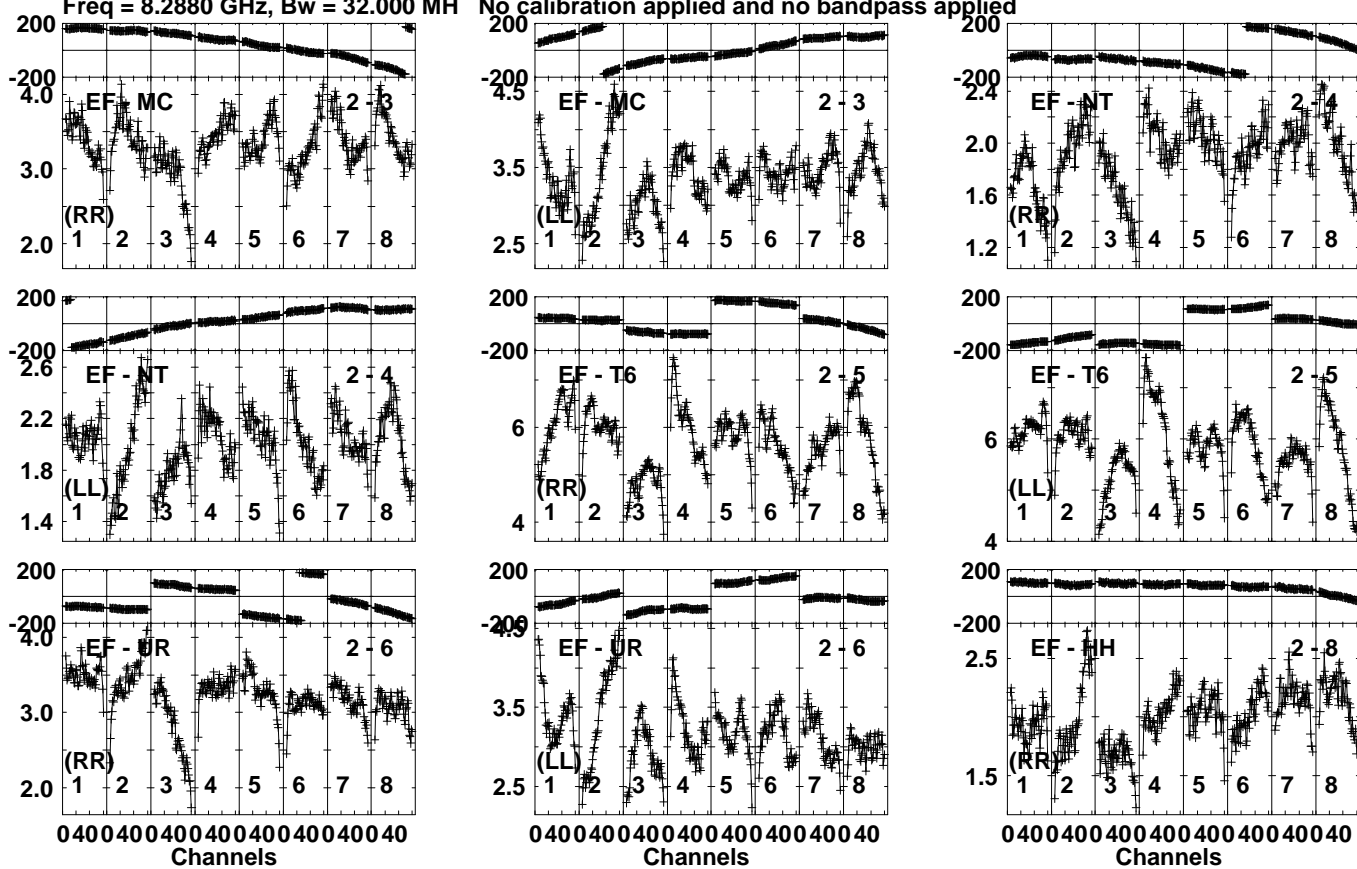 Freq = 8.2880 GHz, Bw = 32.000 MH No calibration applied and no bandpass applied
200
-200
4.0
3.0
2.0
EF - MC 2 - 3
(RR)
1 2 3 4 5 6 7 8
200
-200
4.5
3.5
2.5
EF - MC 2 - 3
(LL)
1 2 3 4 5 6 7 8
200
-200
2.4
2.0
1.6
1.2
EF - NT 2 - 4
(RR)
1 2 3 4 5 6 7 8
200
-200
2.6
2.2
1.8
1.4
EF - NT 2 - 4
(LL)
1 2 3 4 5 6 7 8
200
-200
6
4
EF - T6 2 - 5
(RR)
1 2 3 4 5 6 7 8
200
-200
6
4
EF - T6 2 - 5
(LL)
1 2 3 4 5 6 7 8
200
-200
4.0
3.0
2.0
EF - UR 2 - 6
(RR)
1 2 3 4 5 6 7 8
0 40 0 40 0 40 0 40 0 40 0 40 0 40 0 40
Channels
200
-200
4.5
3.5
2.5
EF - UR 2 - 6
(LL)
1 2 3 4 5 6 7 8
0 40 0 40 0 40 0 40 0 40 0 40 0 40 0 40
Channels
200
-200
2.5
1.5
EF - HH 2 - 8
(RR)
1 2 3 4 5 6 7 8
0 40 0 40 0 40 0 40 0 40 0 40 0 40 0 40
Channels